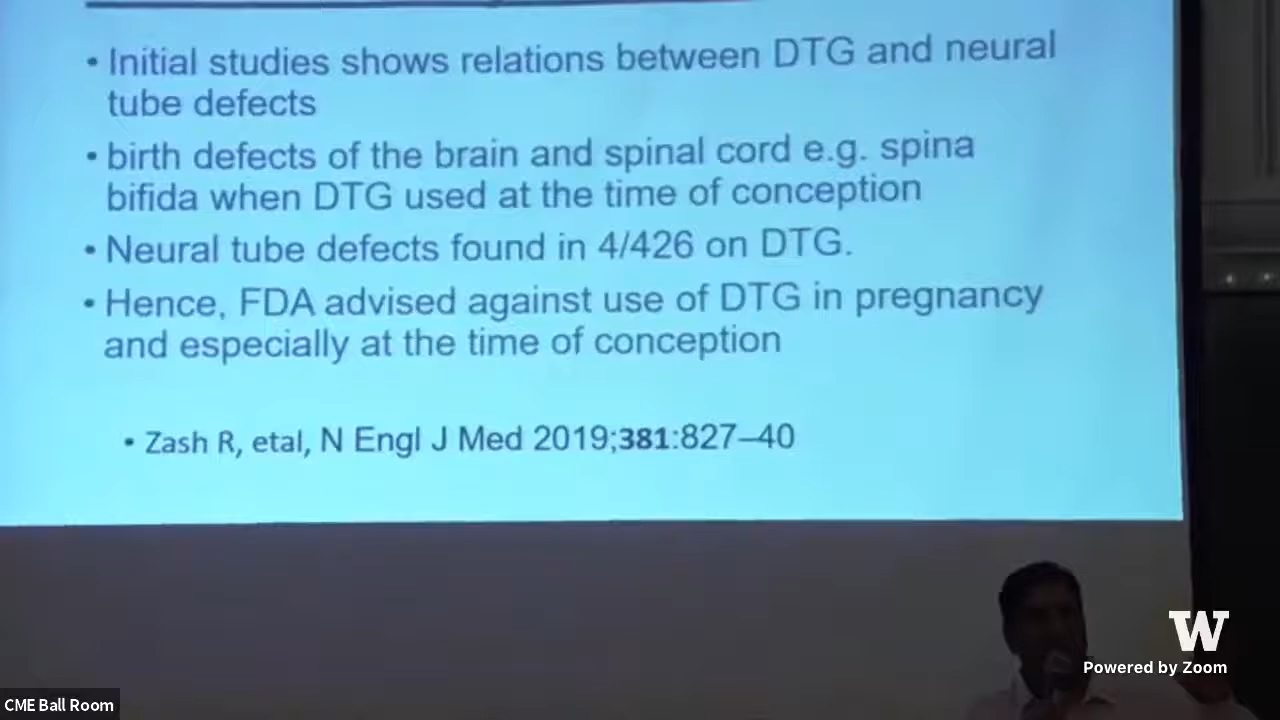 • Initial studies shows relations between DTG and neural
tube defects
• birth defects of the brain and spinal cord e.g. spina
bifida when DTG used at the time of conception
• Neural tube defects found in 4/426 on DTG.
• Hence, FDA advised against use of DTG in pregnancy
and especially at the time of conception
• Zash R, etal, N Engl J Med 2019;381:827–40
W
Powered by Zoom
CME Ball Room